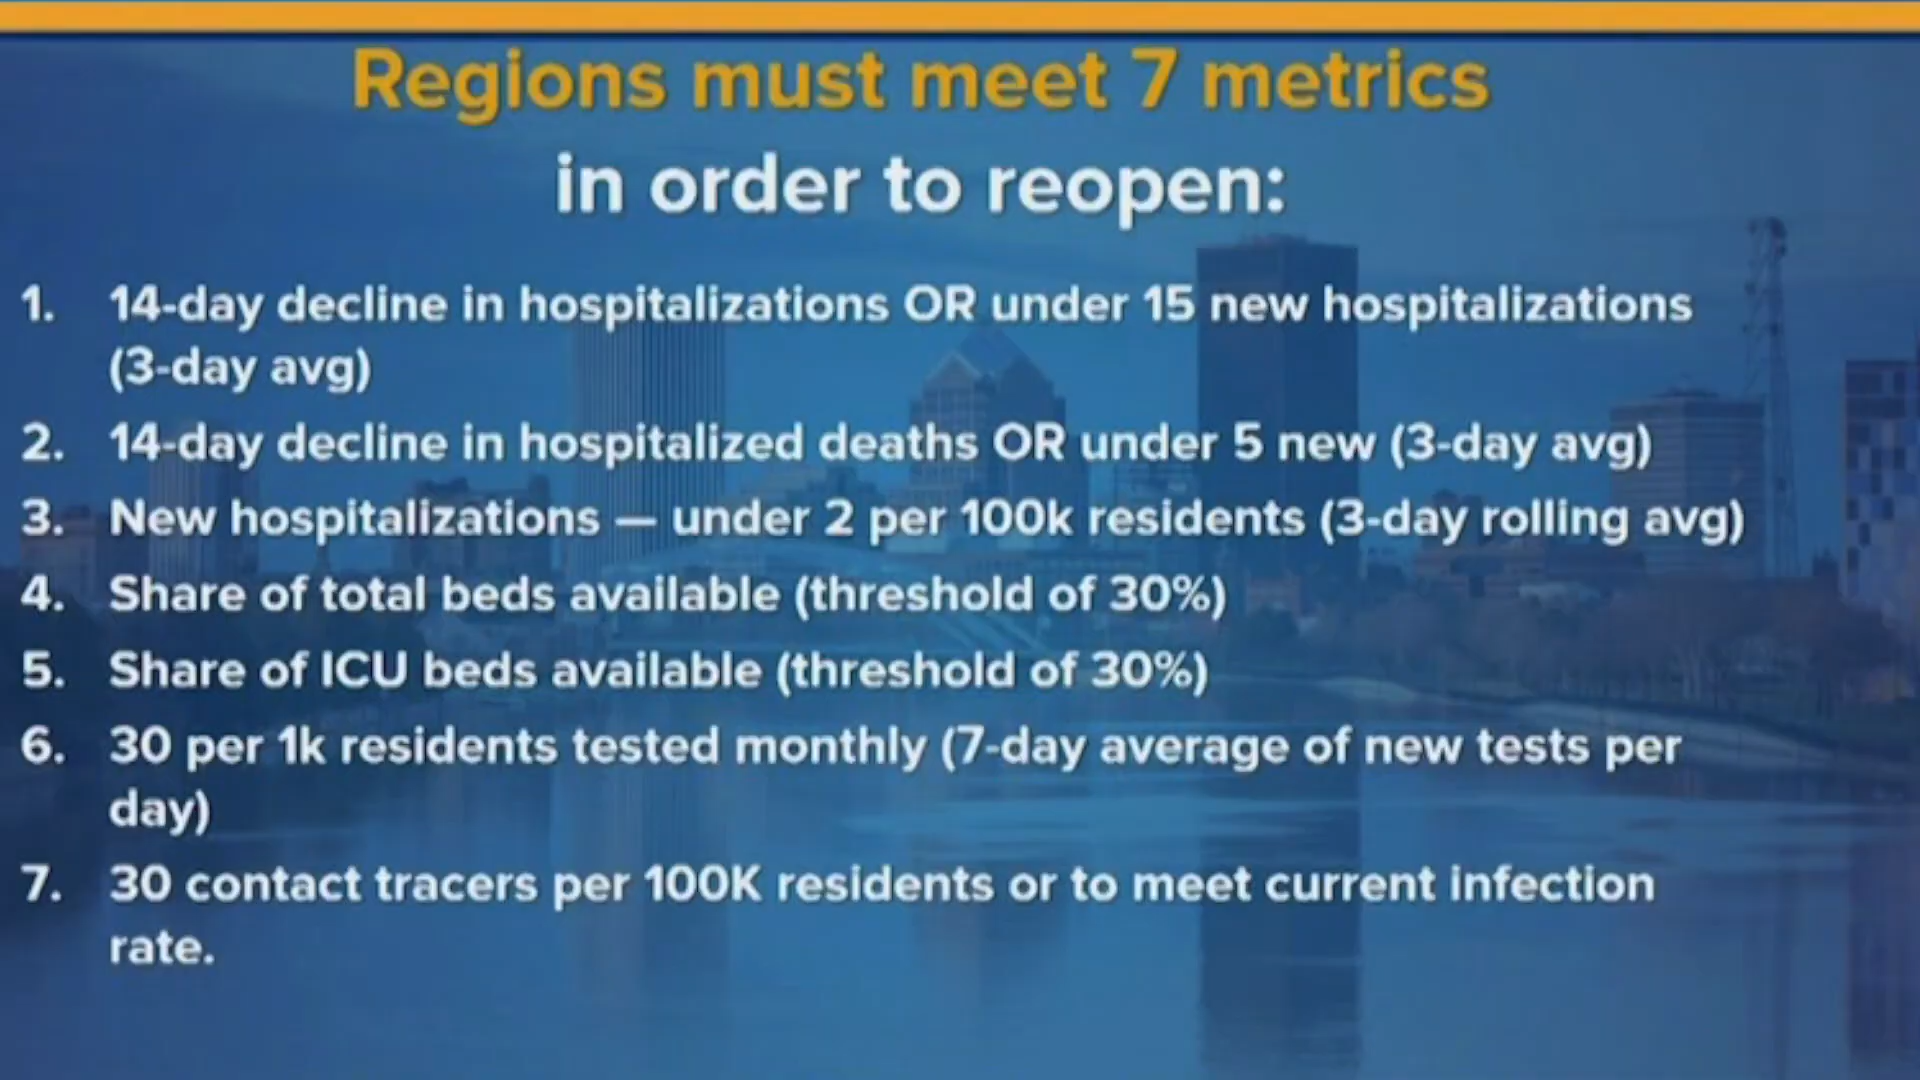 Regions must meet 7 metrics
in order to reopen:
1. 14-day decline in hospitalizations OR under 15 new hospitalizations
(3-day avg)
2. 14-day decline in hospitalized deaths OR under 5 new (3-day avg)
3. New hospitalizations — under 2 per 100k residents (3-day rolling avg)
4. Share of total beds available (threshold of 30%)
5. Share of ICU beds available (threshold of 30%)
6. 30 per 1k residents tested monthly (7-day average of new tests per
day)
7. 30 contact tracers per 100K residents or to meet current infection
rate.